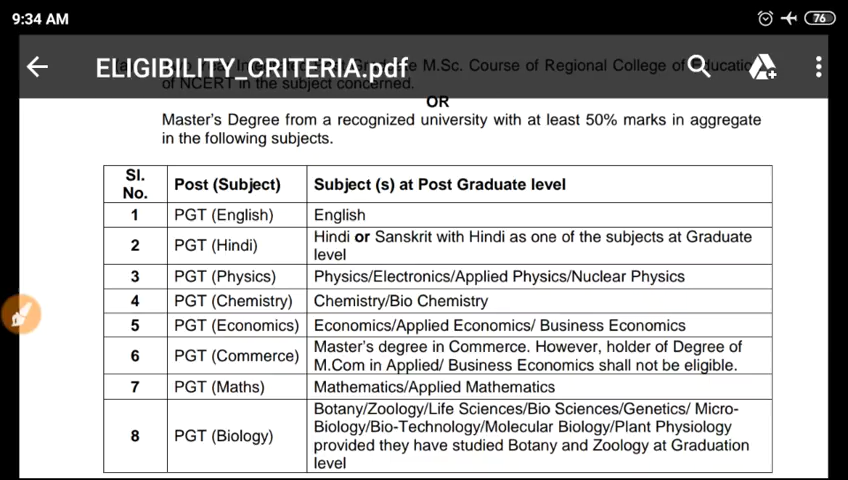 9:34 AM
76
ELIGIBILITY_CRITERIA.pdf
M.Sc. Course of Regional College of Education
of NCERT in the subject concerned.
OR
Master's Degree from a recognized university with at least 50% marks in aggregate
in the following subjects.
Sl. No. Post (Subject) Subject (s) at Post Graduate level
1 PGT (English) English
2 PGT (Hindi) Hindi or Sanskrit with Hindi as one of the subjects at Graduate
level
3 PGT (Physics) Physics/Electronics/Applied Physics/Nuclear Physics
4 PGT (Chemistry) Chemistry/Bio Chemistry
5 PGT (Economics) Economics/Applied Economics/ Business Economics
6 PGT (Commerce) Master's degree in Commerce. However, holder of Degree of
M.Com in Applied/ Business Economics shall not be eligible.
7 PGT (Maths) Mathematics/Applied Mathematics
8 PGT (Biology) Botany/Zoology/Life Sciences/Bio Sciences/Genetics/ Micro-
Biology/Bio-Technology/Molecular Biology/Plant Physiology
provided they have studied Botany and Zoology at Graduation
level